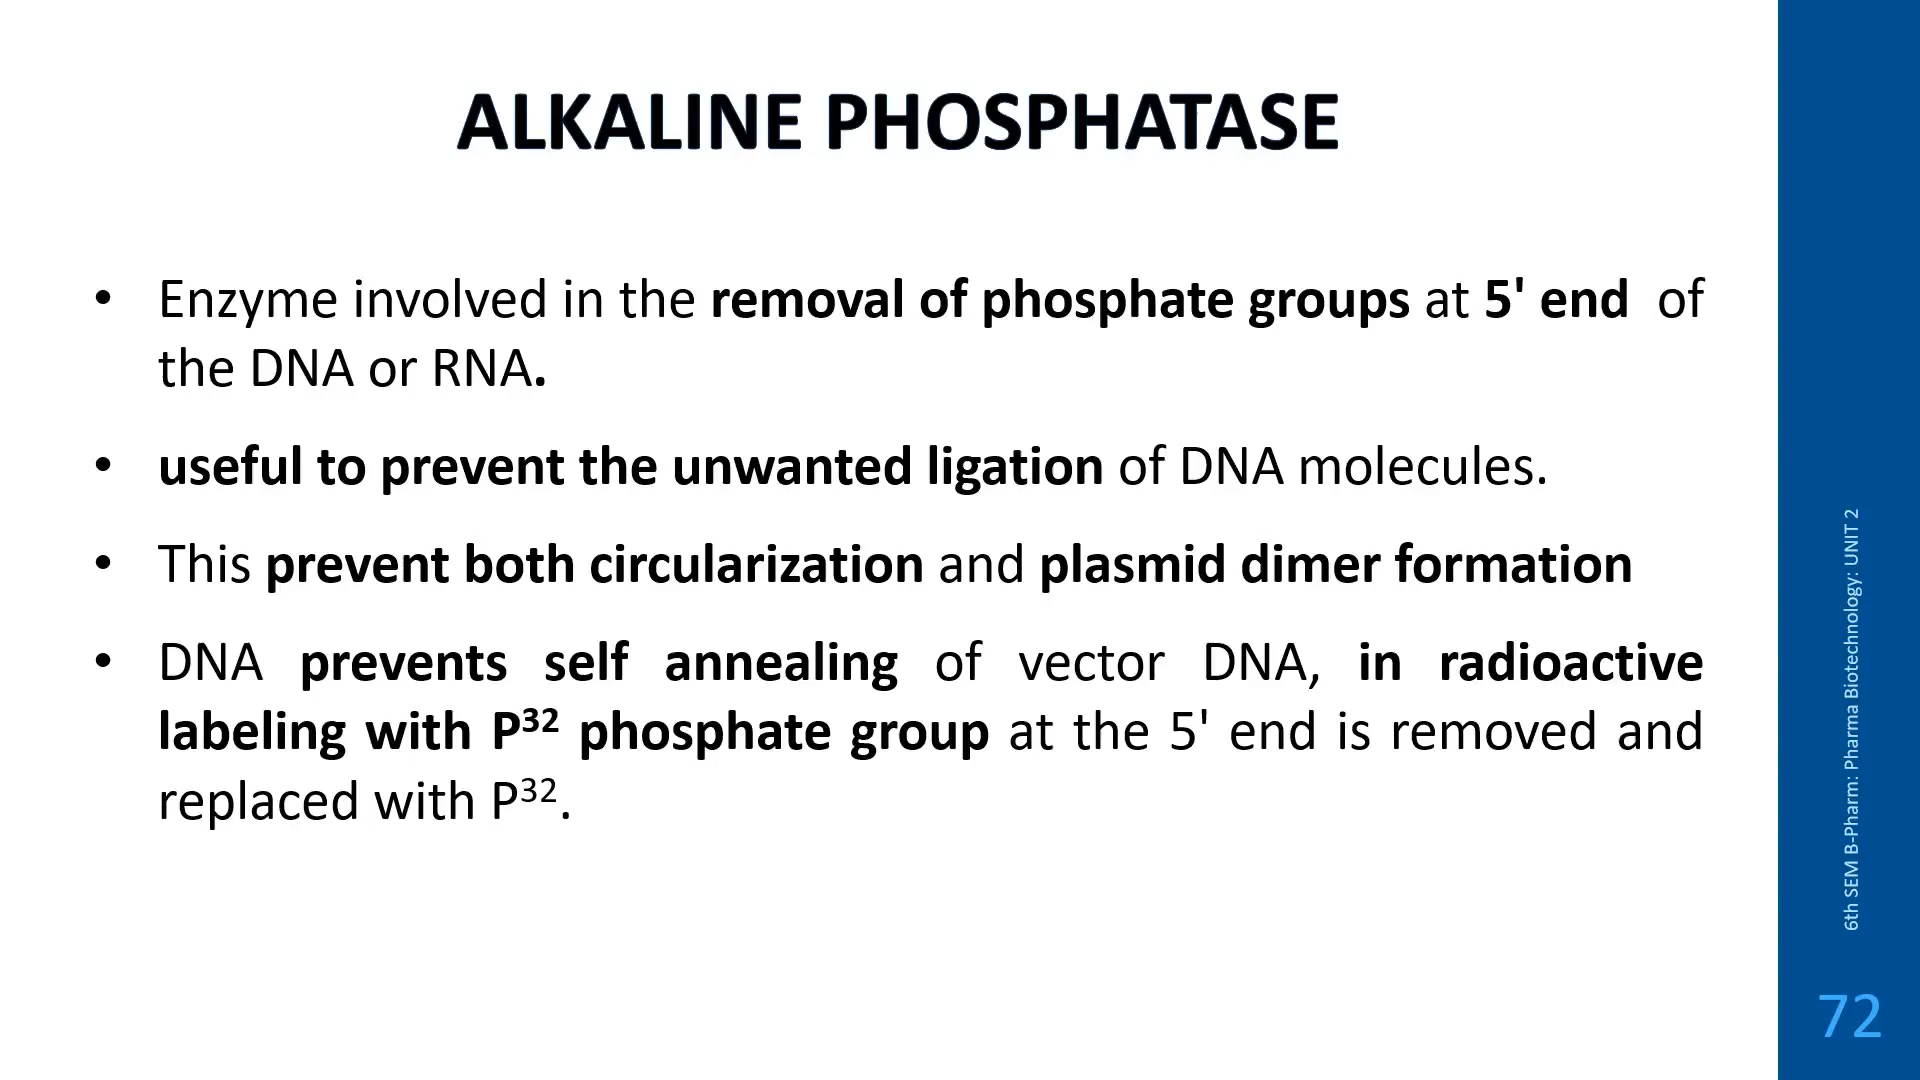 ALKALINE PHOSPHATASE
• Enzyme involved in the removal of phosphate groups at 5' end of
the DNA or RNA.
• useful to prevent the unwanted ligation of DNA molecules.
• This prevent both circularization and plasmid dimer formation
• DNA prevents self annealing of vector DNA, in radioactive
labeling with P³² phosphate group at the 5' end is removed and
replaced with P³².
6th SEM B-Pharm: Pharma Biotechnology: UNIT 2
72